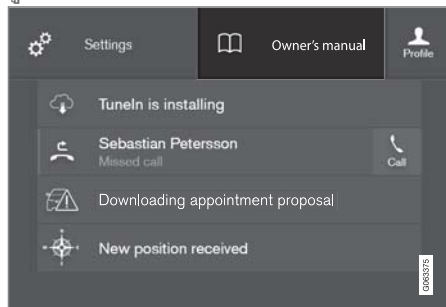 Settings
Owner's manual
Profile
TuneIn is installing
Sebastian Petersson
Missed call
Call
Downloading appointment proposal
New position received
G063375